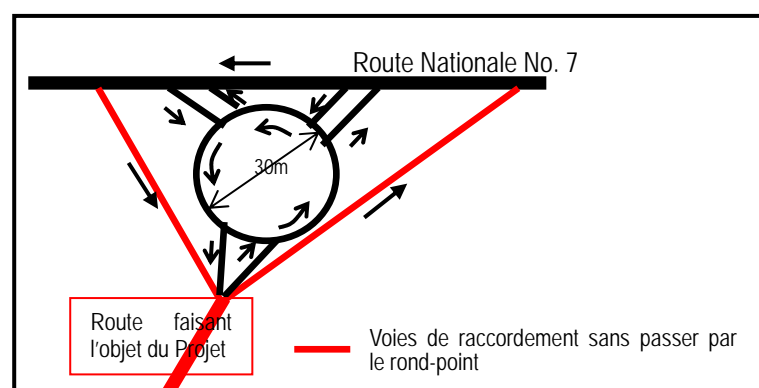 Route Nationale No. 7
30m
Route faisant
l'objet du Projet
Voies de raccordement sans passer par
le rond-point